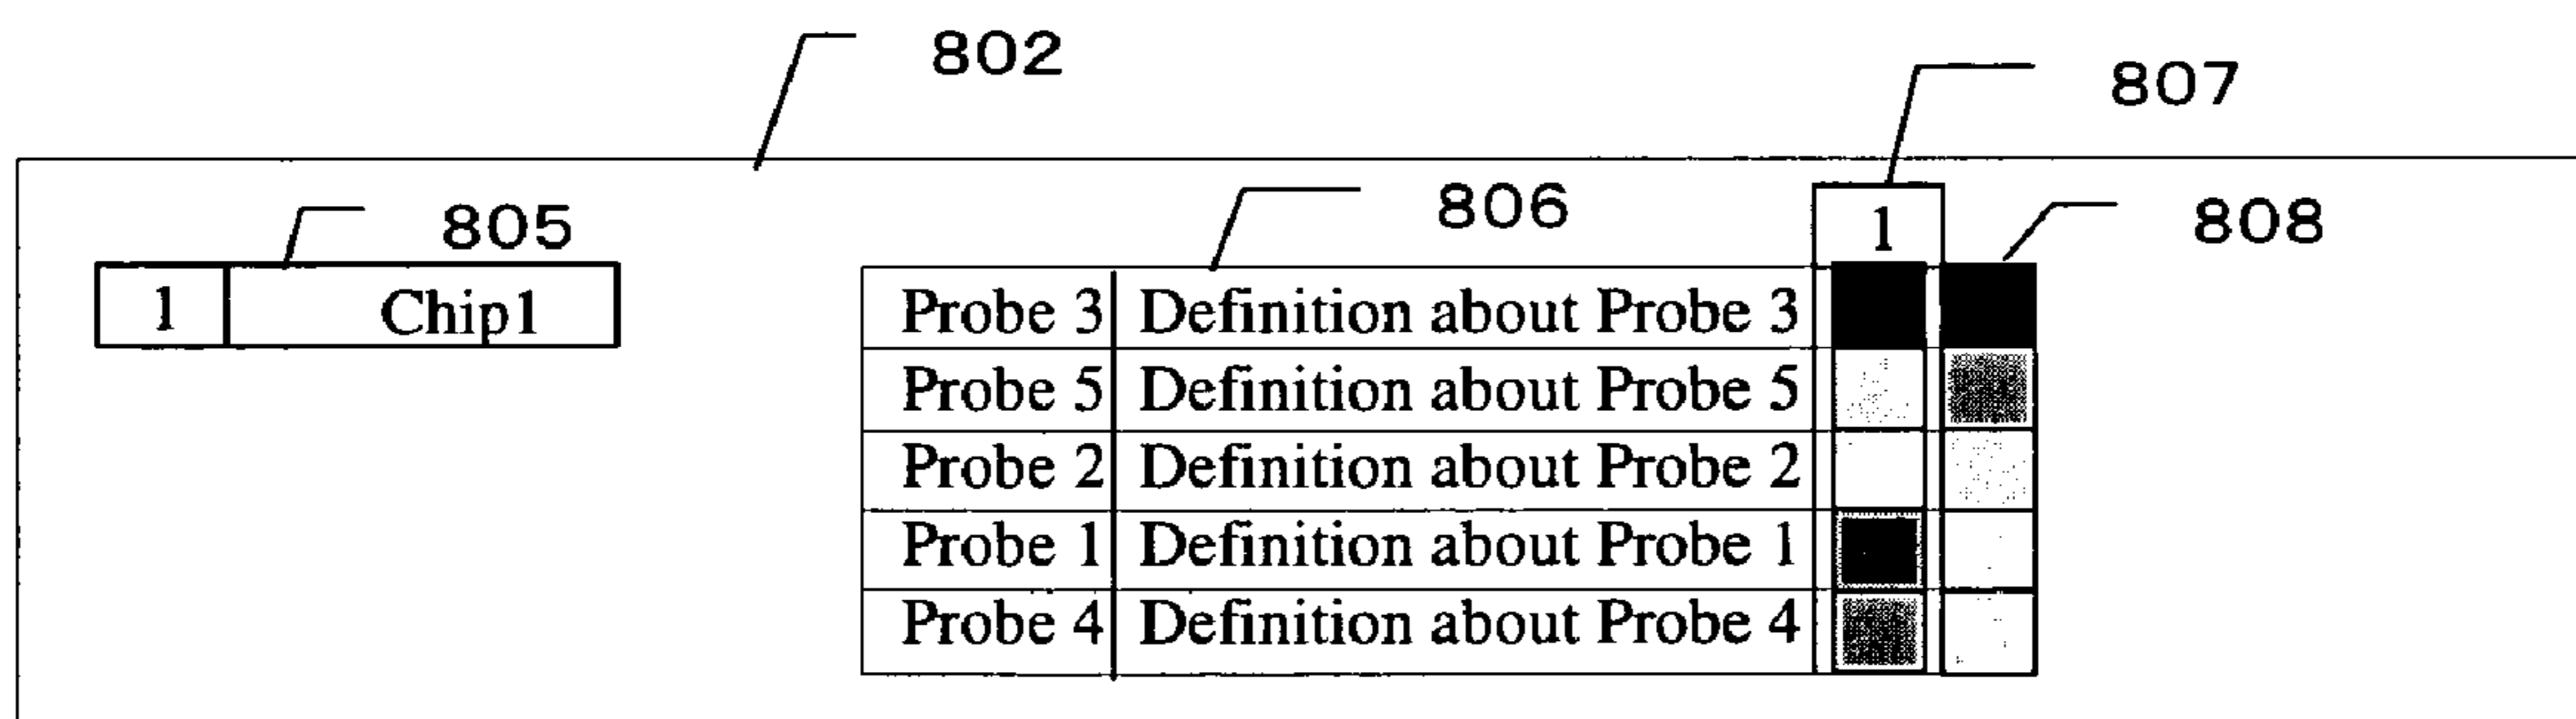 802
807
805
806
1
808
1 Chip1
Probe 3 Definition about Probe 3
Probe 5 Definition about Probe 5
Probe 2 Definition about Probe 2
Probe 1 Definition about Probe 1
Probe 4 Definition about Probe 4